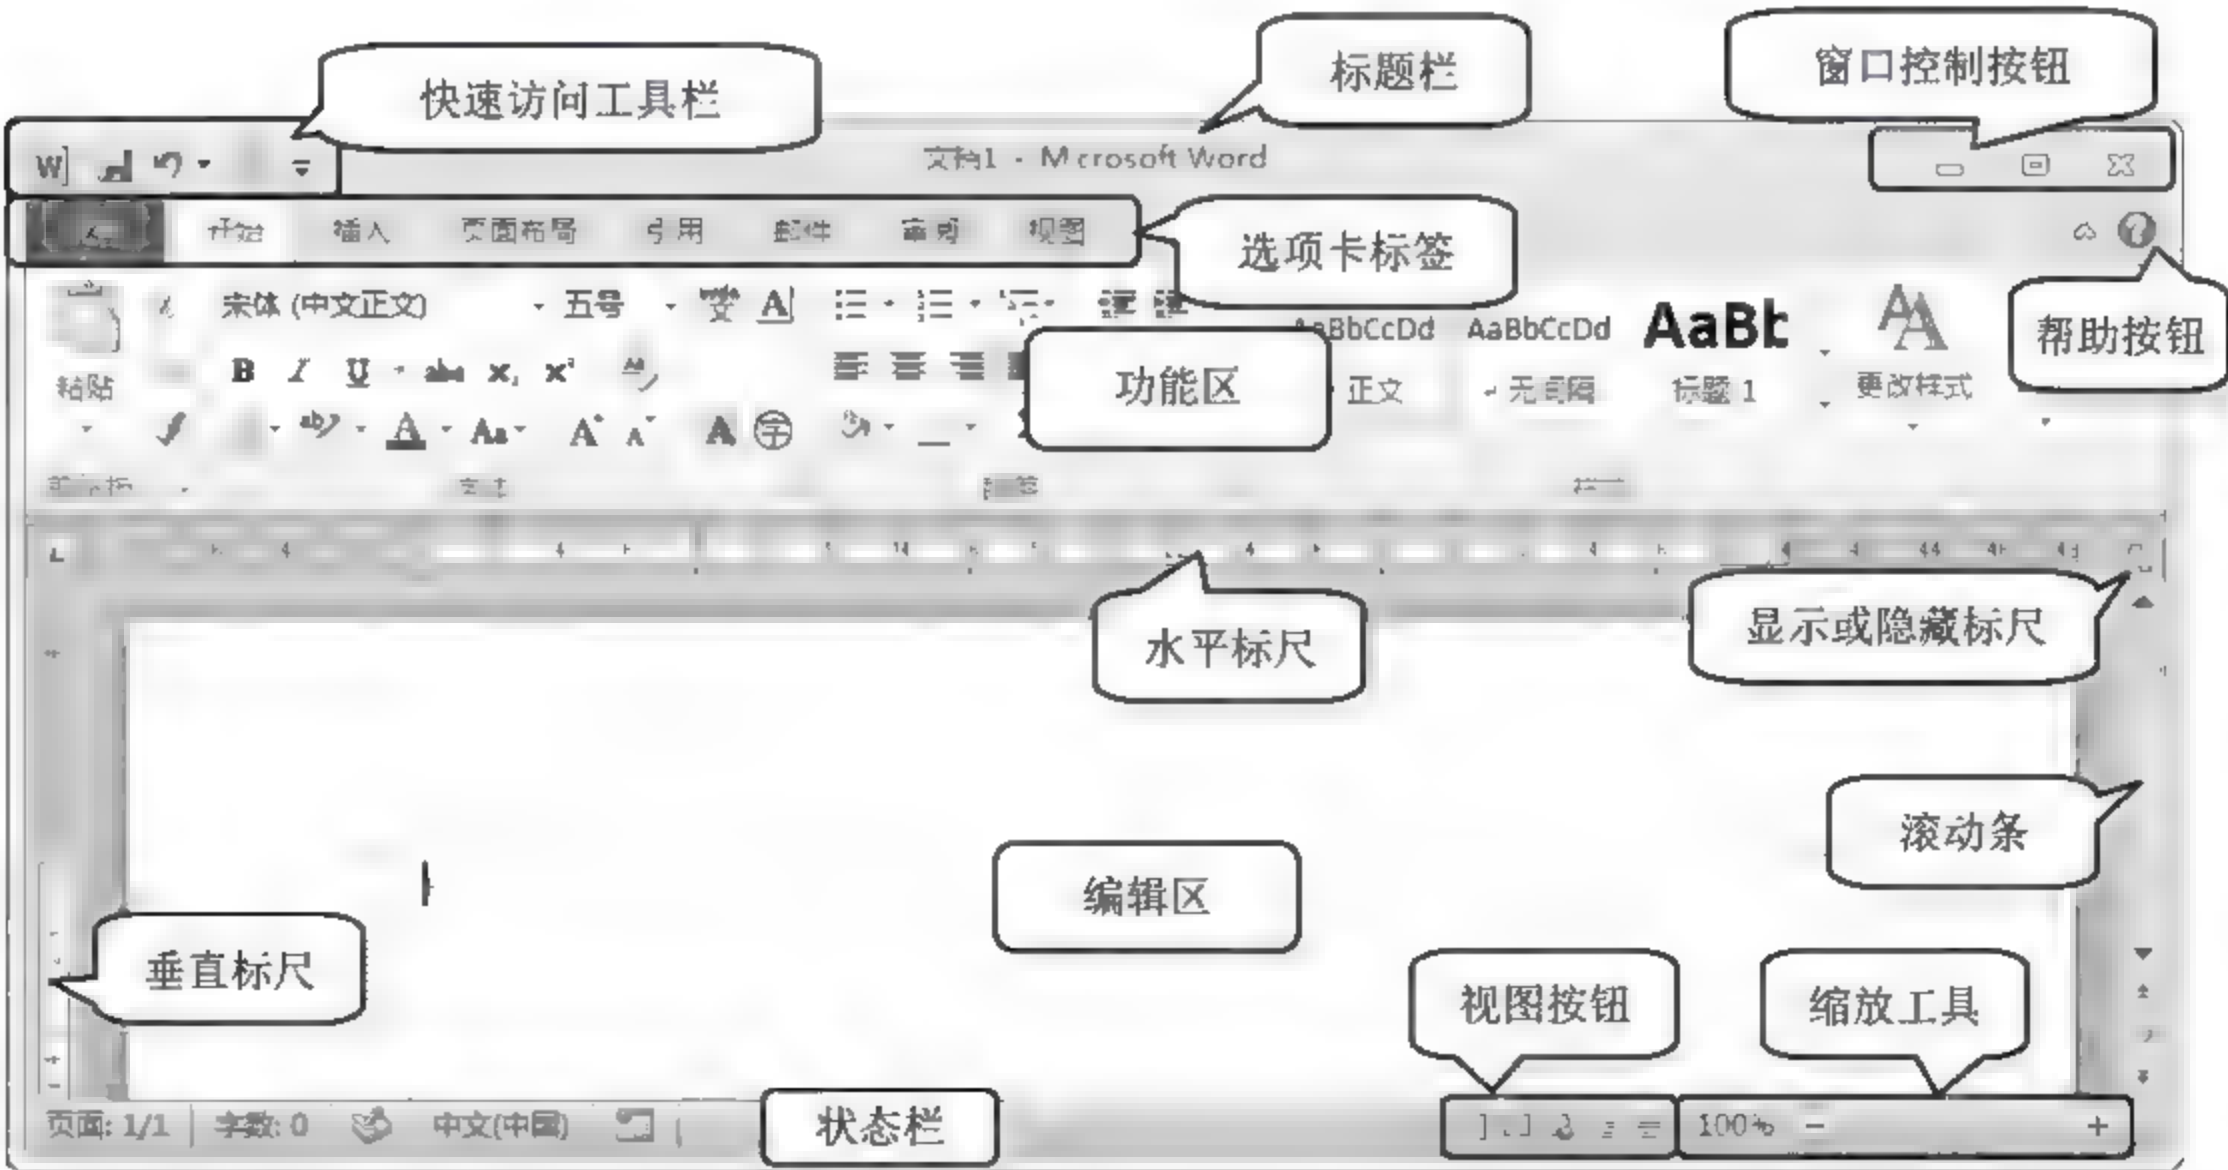 快速访问工具栏
标题栏
窗口控制按钮
文档1 - Microsoft Word
开始 插入 页面布局 引用 邮件 审阅 视图
选项卡标签
帮助按钮
宋体 (中文正文) 五号
B I U abc x, x²
粘贴
功能区
AaBbCcDd AaBbCcDd AaBb
正文 无间隔 标题 1 更改样式
水平标尺
显示或隐藏标尺
滚动条
编辑区
垂直标尺
视图按钮
缩放工具
页面: 1/1 字数: 0 中文(中国)
状态栏
100% − +